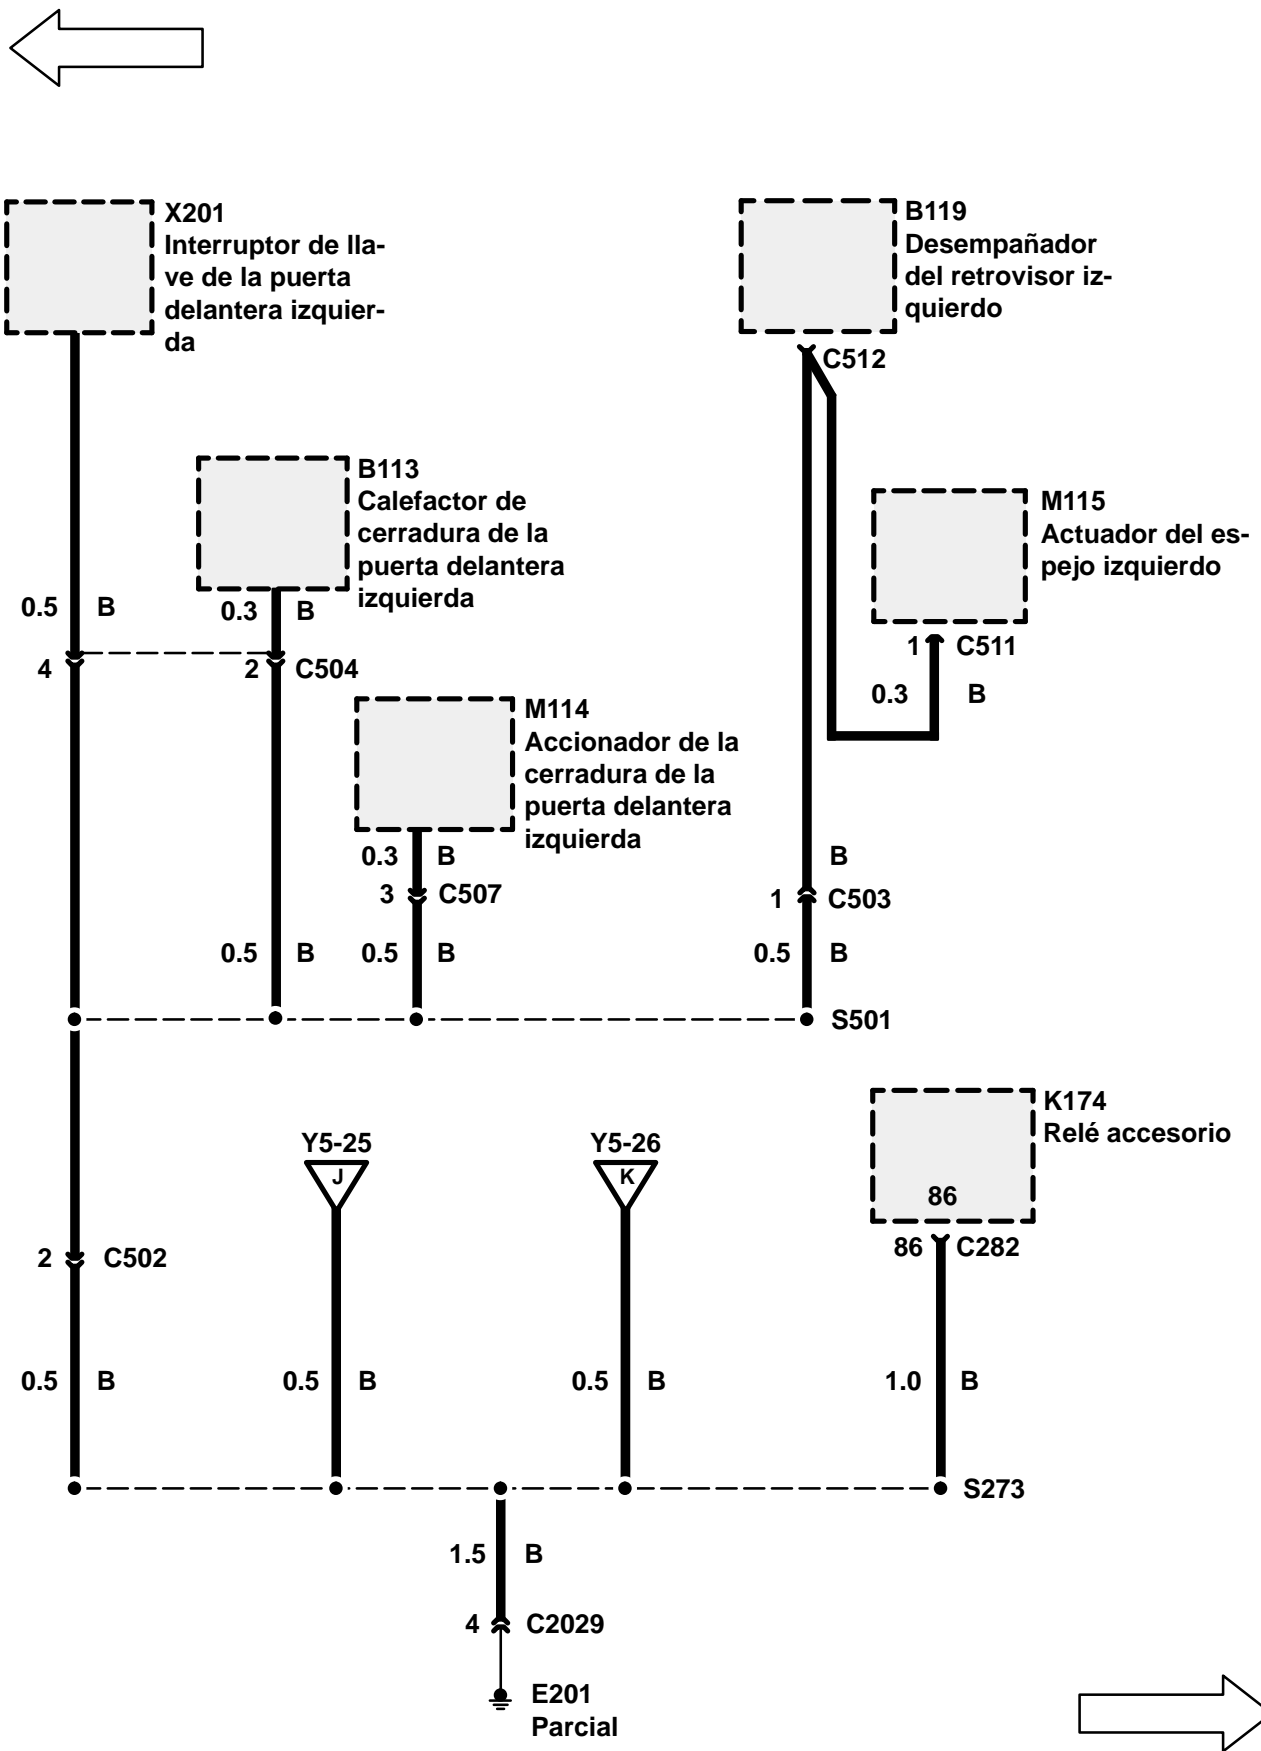 X201
Interruptor de lla-
ve de la puerta
delantera izquier-
da
B119
Desempañador
del retrovisor iz-
quierdo
C512
B113
Calefactor de
cerradura de la
puerta delantera
izquierda
M115
Actuador del es-
pejo izquierdo
0.5 B
0.3 B
1 C511
4
2 C504
0.3 B
M114
Accionador de la
cerradura de la
puerta delantera
izquierda
0.3 B
B
3 C507
1 C503
0.5 B
0.5 B
0.5 B
S501
K174
Relé accesorio
86
Y5-25
J
Y5-26
K
2 C502
86 C282
0.5 B
0.5 B
0.5 B
1.0 B
S273
1.5 B
4 C2029
E201
Parcial